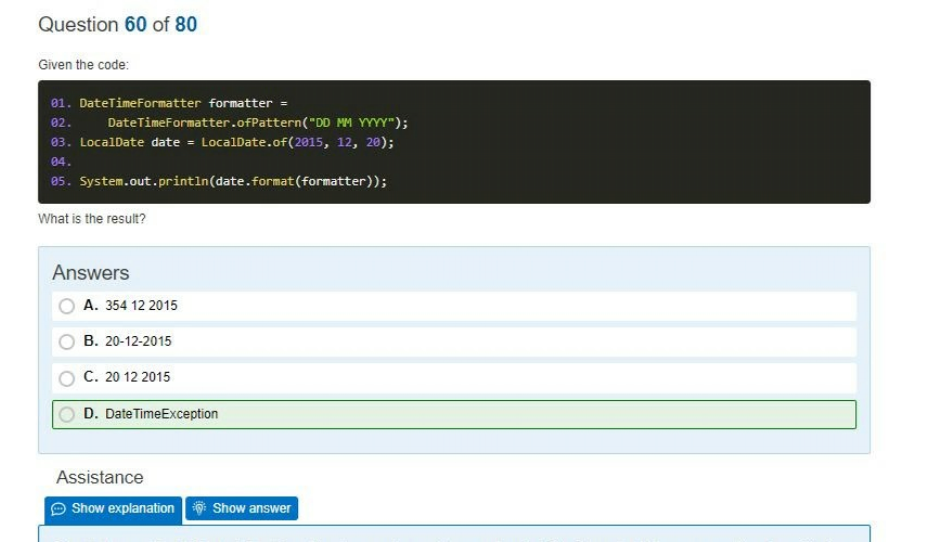 Question 60 of 80
Given the code:
01. DateTimeFormatter formatter =
02. DateTimeFormatter.ofPattern("DD MM YYYY");
03. LocalDate date = LocalDate.of(2015, 12, 20);
04.
05. System.out.println(date.format(formatter));
What is the result?
Answers
A. 354 12 2015
B. 20-12-2015
C. 20 12 2015
D. DateTimeException
Assistance
Show explanation Show answer